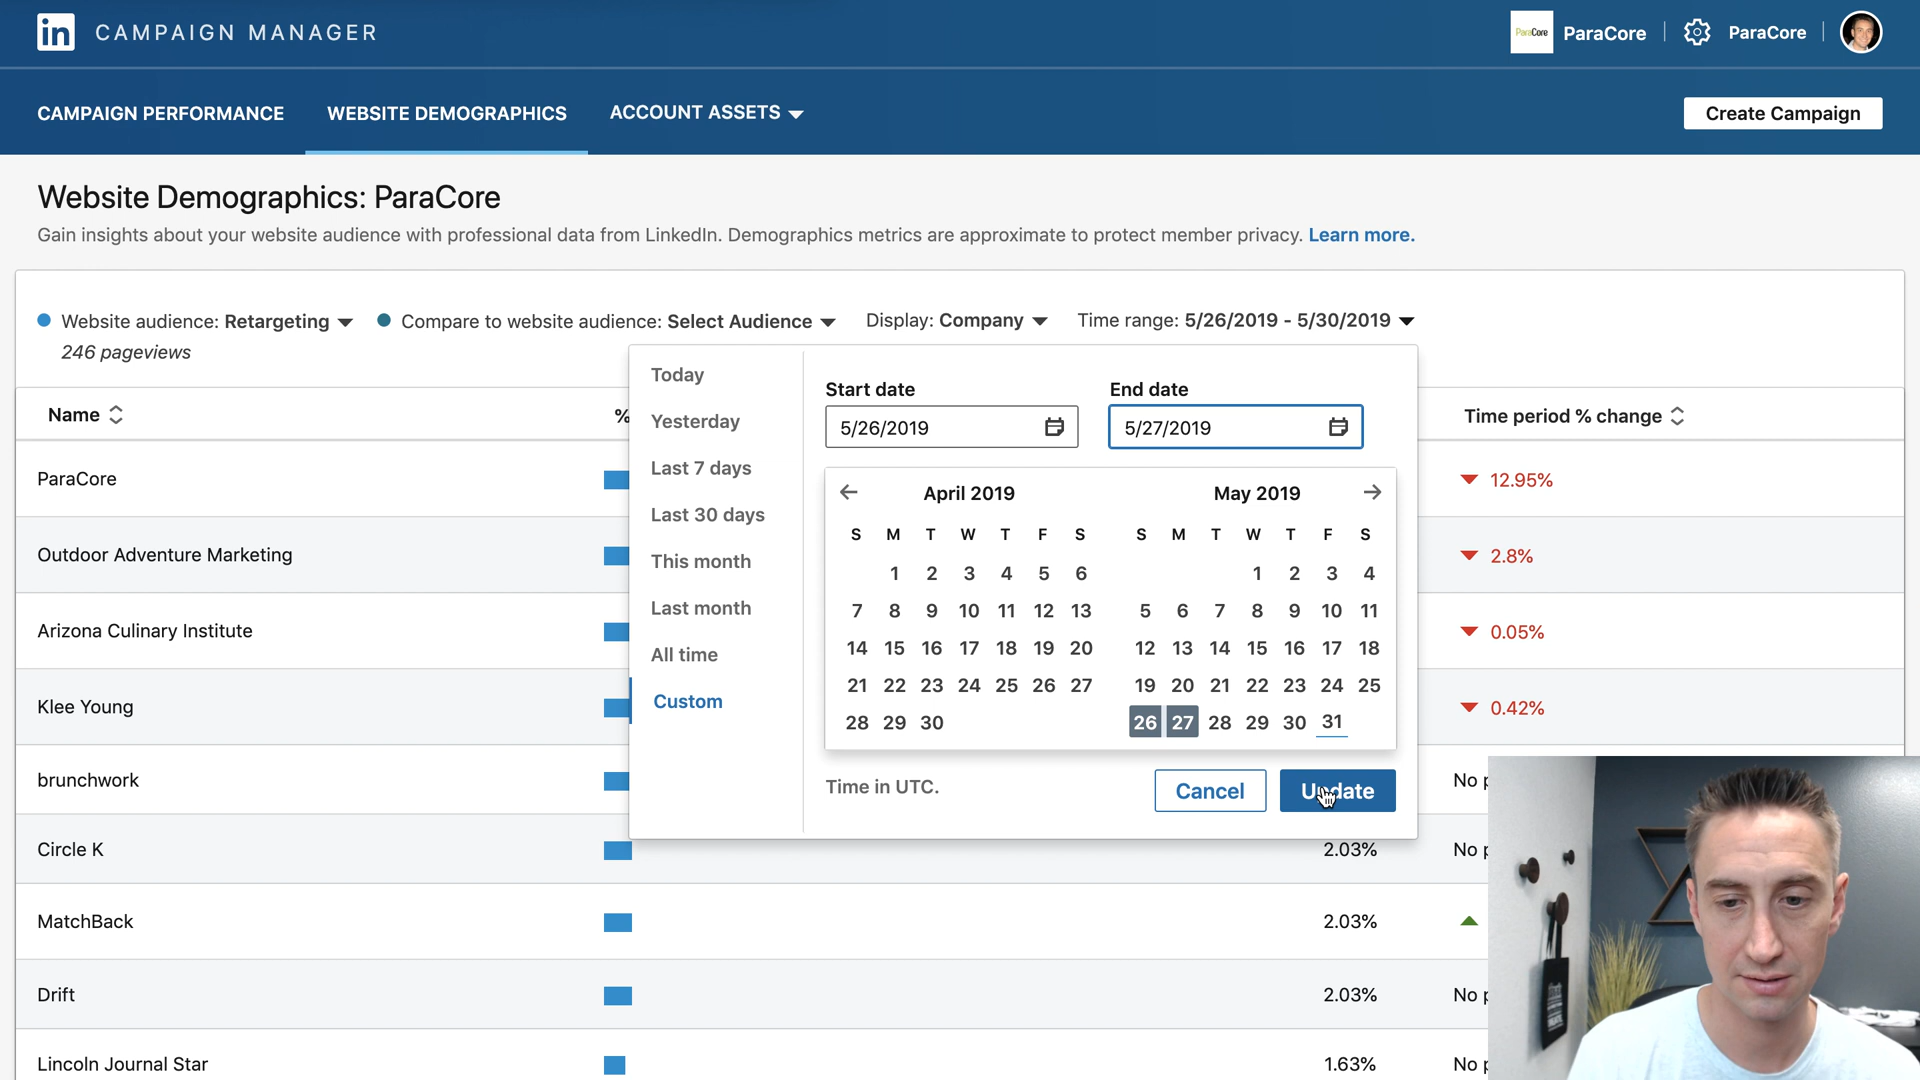 in CAMPAIGN MANAGER
ParaCore ParaCore ParaCore
CAMPAIGN PERFORMANCE WEBSITE DEMOGRAPHICS ACCOUNT ASSETS Create Campaign
Website Demographics: ParaCore
Gain insights about your website audience with professional data from LinkedIn. Demographics metrics are approximate to protect member privacy. Learn more.
Website audience: Retargeting Compare to website audience: Select Audience Display: Company Time range: 5/26/2019 - 5/30/2019
246 pageviews
Name % Time period % change
Today
Yesterday
Last 7 days
Last 30 days
This month
Last month
All time
Custom
Start date End date
5/26/2019 5/27/2019
April 2019 May 2019
S M T W T F S S M T W T F S
1 2 3 4 5 6 1 2 3 4
7 8 9 10 11 12 13 5 6 7 8 9 10 11
14 15 16 17 18 19 20 12 13 14 15 16 17 18
21 22 23 24 25 26 27 19 20 21 22 23 24 25
28 29 30 26 27 28 29 30 31
Time in UTC. Cancel Update
ParaCore 12.95%
Outdoor Adventure Marketing 2.8%
Arizona Culinary Institute 0.05%
Klee Young 0.42%
brunchwork No
Circle K 2.03% No
MatchBack 2.03%
Drift 2.03% No
Lincoln Journal Star 1.63% No